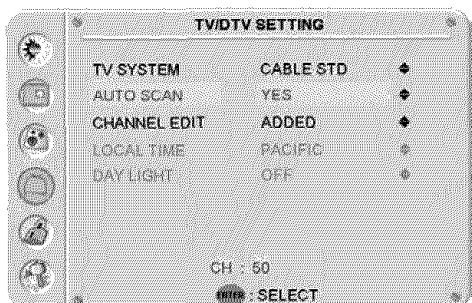 TV/DTV SETTING
TV SYSTEM CABLE STD
AUTO SCAN YES
CHANNEL EDIT ADDED
LOCAL TIME PACIFIC
DAY LIGHT OFF
CH : 50
ENTER : SELECT